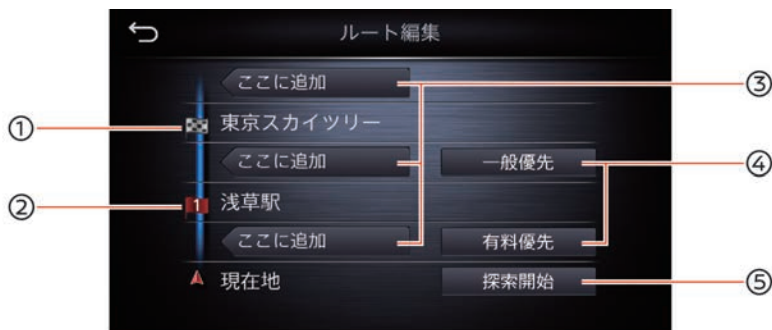 ルート編集
ここに追加
③
①
東京スカイツリー
ここに追加
一般優先
④
②
1
浅草駅
ここに追加
有料優先
現在地
探索開始
⑤